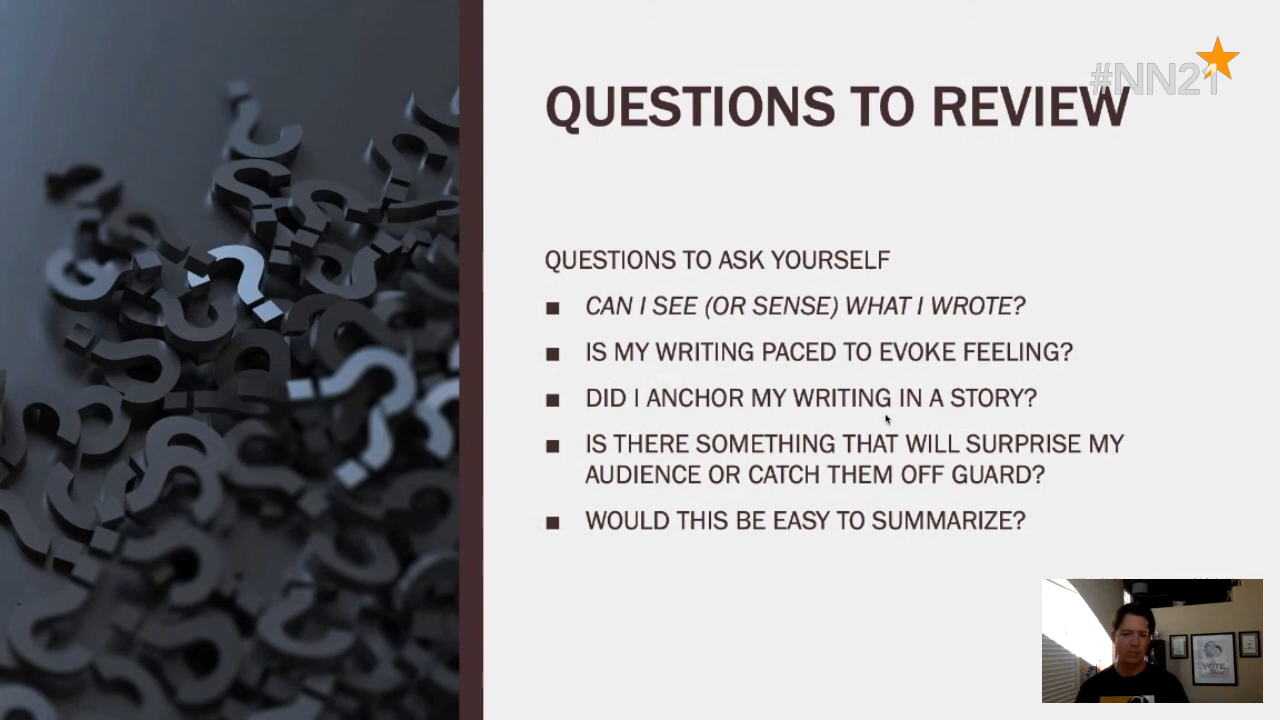 #NN21
QUESTIONS TO REVIEW
QUESTIONS TO ASK YOURSELF
■ CAN I SEE (OR SENSE) WHAT I WROTE?
■ IS MY WRITING PACED TO EVOKE FEELING?
■ DID I ANCHOR MY WRITING IN A STORY?
■ IS THERE SOMETHING THAT WILL SURPRISE MY
AUDIENCE OR CATCH THEM OFF GUARD?
■ WOULD THIS BE EASY TO SUMMARIZE?
VOTE